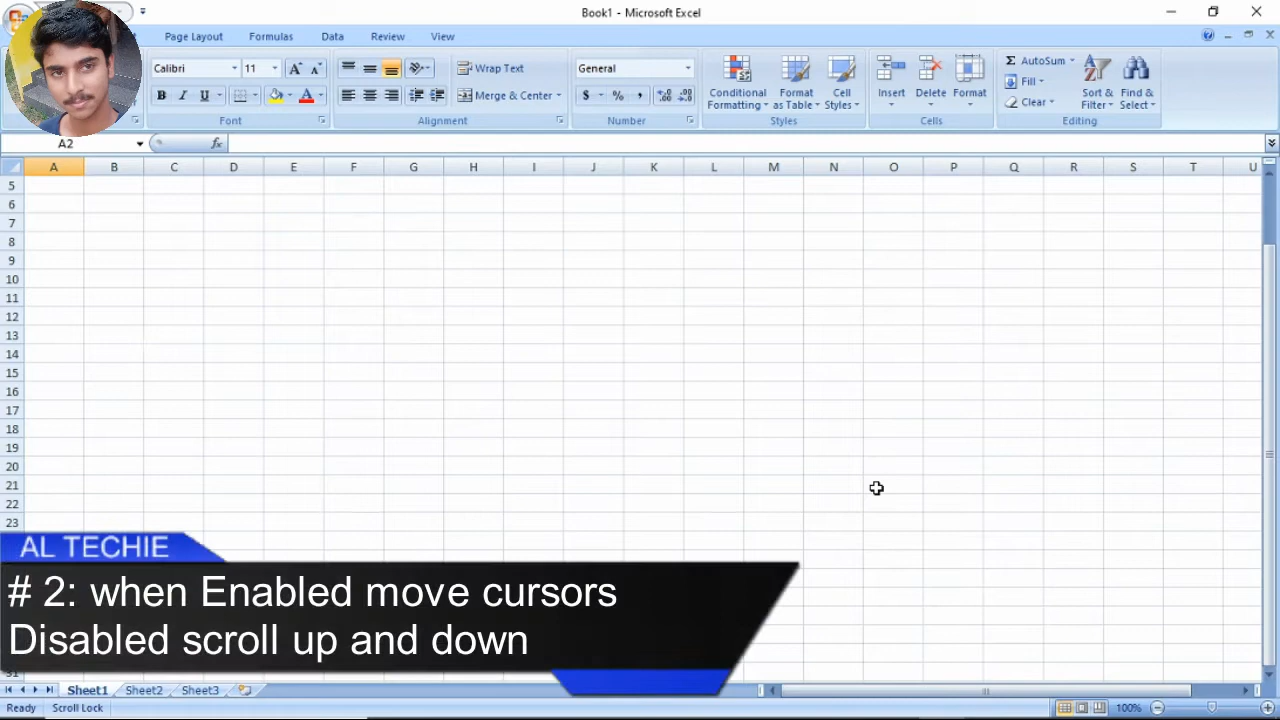 Book1 - Microsoft Excel
Page Layout Formulas Data Review View
Calibri 11 A A Wrap Text General Conditional Formatting Format as Table Cell Styles Insert Delete Format Σ AutoSum Fill Clear Sort & Filter Find & Select
B I U A Merge & Center $ % ,
Font Alignment Number Styles Cells Editing
A2 fx
A B C D E F G H I J K L M N O P Q R S T U
5
6
7
8
9
10
11
12
13
14
15
16
17
18
19
20
21
22
23
AL TECHIE
# 2: when Enabled move cursors
Disabled scroll up and down
Sheet1 Sheet2 Sheet3
Ready Scroll Lock 100%